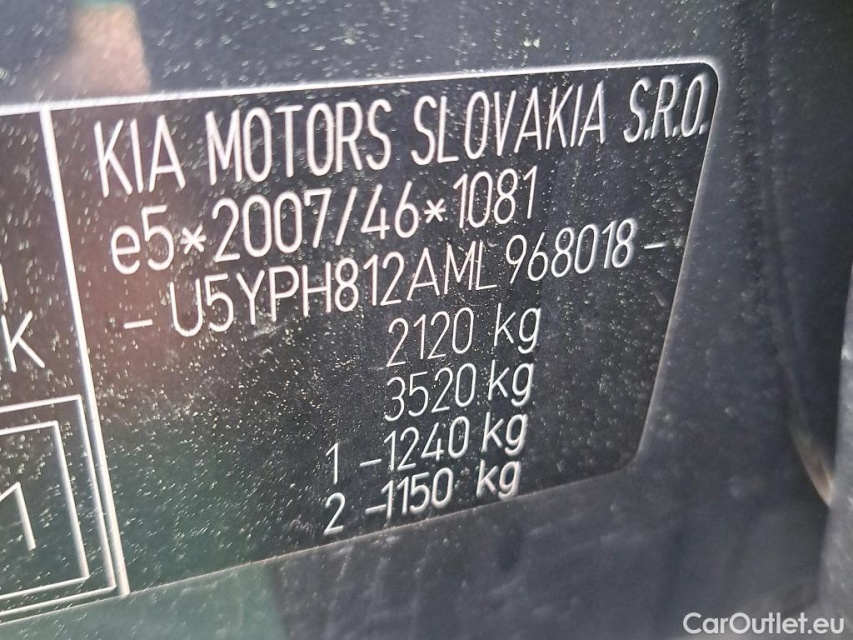 KIA MOTORS SLOVAKIA S.R.O.
e5*2007/46*1081
- U5YPH812AML968018 -
2120 kg
3520 kg
1 -1240 kg
2 -1150 kg
K
CarOutlet.eu